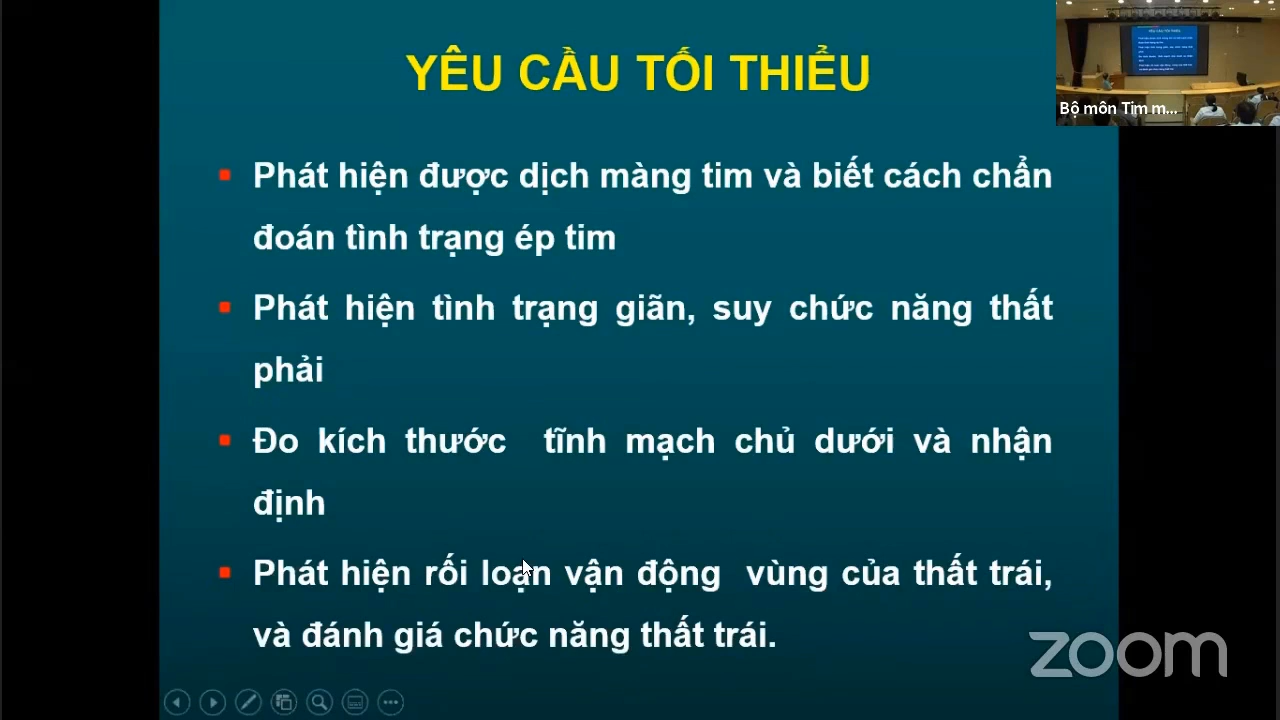 YÊU CẦU TỐI THIỂU
Bộ môn Tim m...
Phát hiện được dịch màng tim và biết cách chẩn
đoán tình trạng ép tim
Phát hiện tình trạng giãn, suy chức năng thất
phải
Đo kích thước tĩnh mạch chủ dưới và nhận
định
Phát hiện rối loạn vận động vùng của thất trái,
và đánh giá chức năng thất trái.
zoom